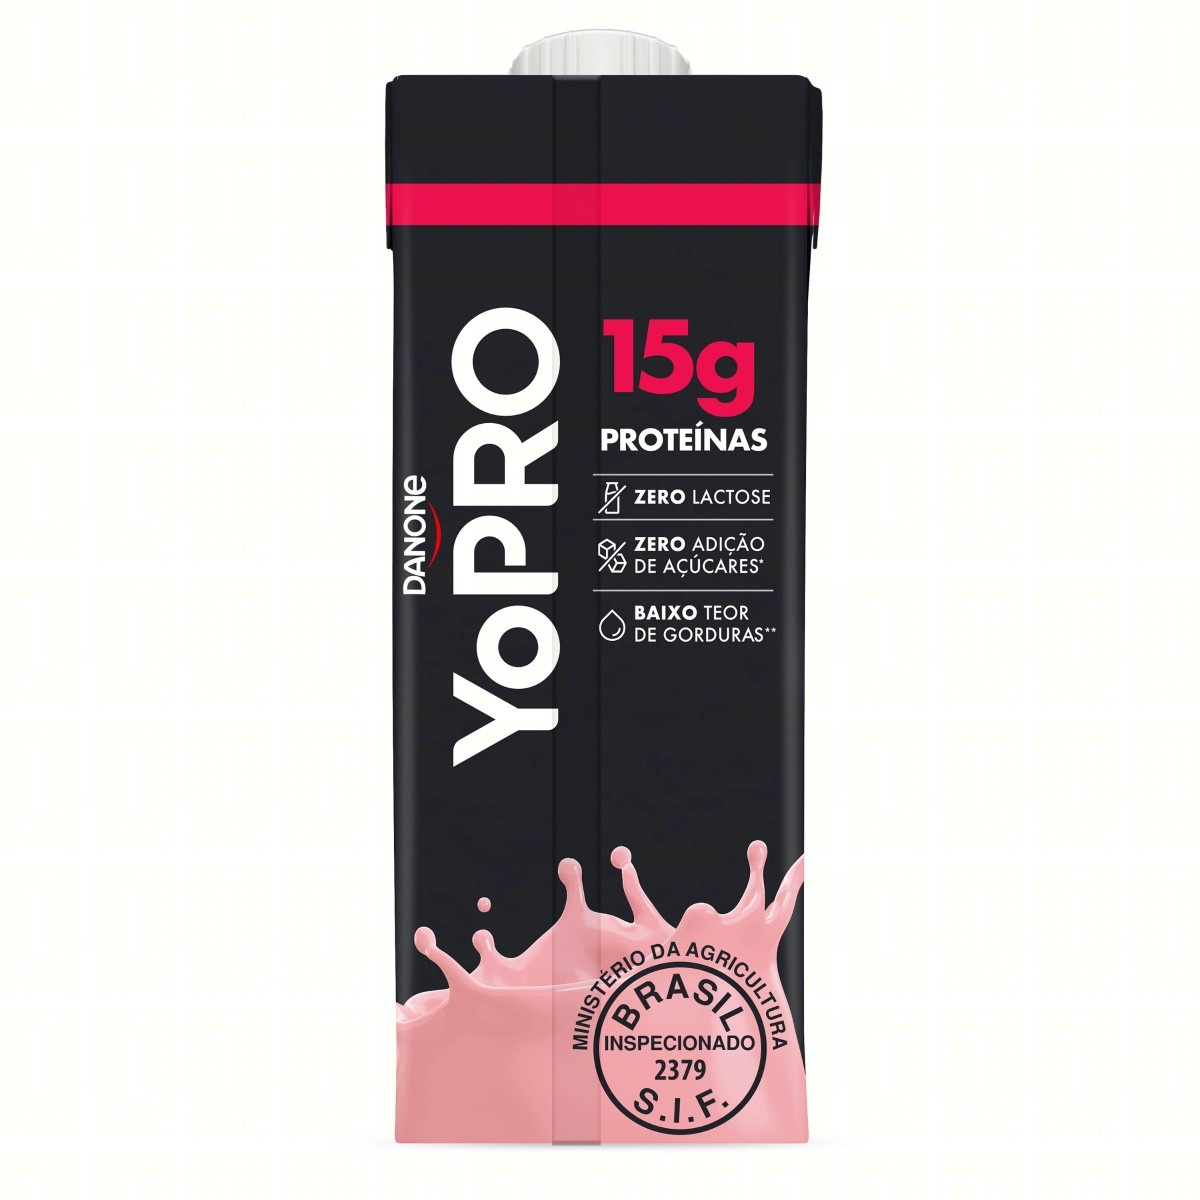 DANONE
YoPRO
15g
PROTEÍNAS
ZERO LACTOSE
ZERO ADIÇÃO
DE AÇÚCARES*
BAIXO TEOR
DE GORDURAS**
MINISTÉRIO DA AGRICULTURA
BRASIL
INSPECIONADO
2379
S.I.F.